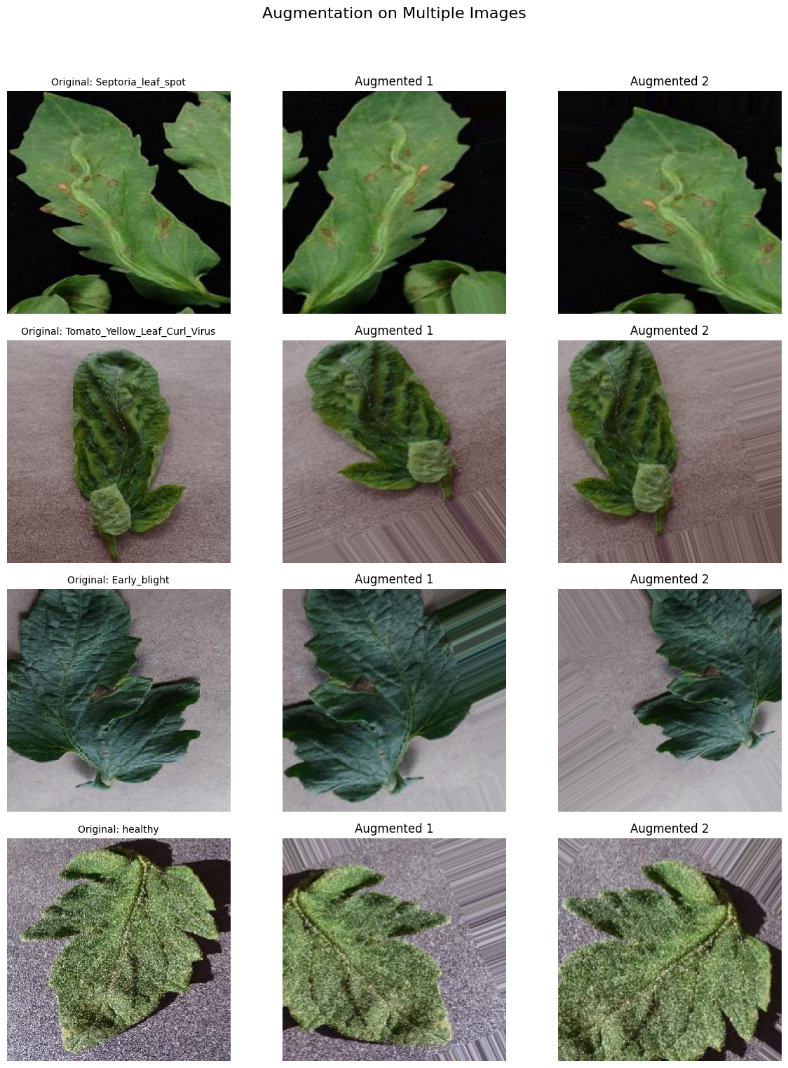 Augmentation on Multiple Images
Original: Septoria_leaf_spot
Augmented 1
Augmented 2
Original: Tomato_Yellow_Leaf_Curl_Virus
Augmented 1
Augmented 2
Original: Early_blight
Augmented 1
Augmented 2
Original: healthy
Augmented 1
Augmented 2